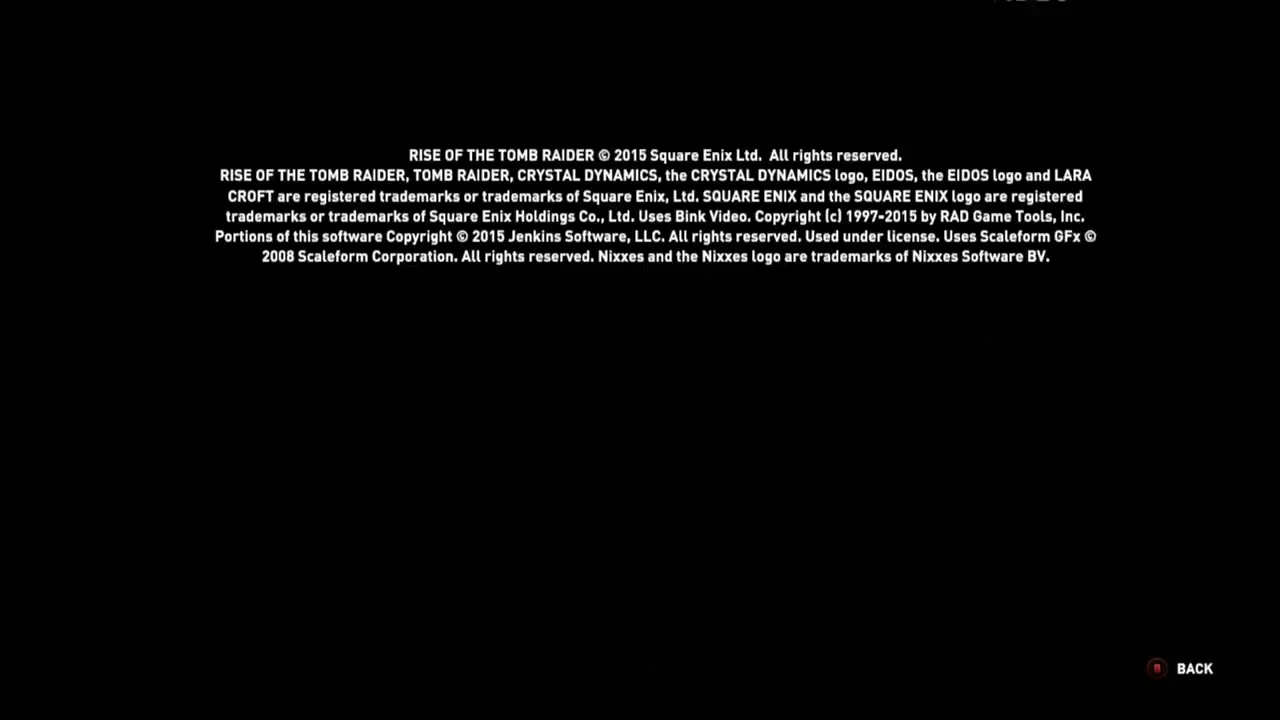 RISE OF THE TOMB RAIDER © 2015 Square Enix Ltd.  All rights reserved.
RISE OF THE TOMB RAIDER, TOMB RAIDER, CRYSTAL DYNAMICS, the CRYSTAL DYNAMICS logo, EIDOS, the EIDOS logo and LARA
CROFT are registered trademarks or trademarks of Square Enix, Ltd. SQUARE ENIX and the SQUARE ENIX logo are registered
trademarks or trademarks of Square Enix Holdings Co., Ltd. Uses Bink Video. Copyright (c) 1997-2015 by RAD Game Tools, Inc.
Portions of this software Copyright © 2015 Jenkins Software, LLC. All rights reserved. Used under license. Uses Scaleform GFx ©
2008 Scaleform Corporation. All rights reserved. Nixxes and the Nixxes logo are trademarks of Nixxes Software BV.
B BACK